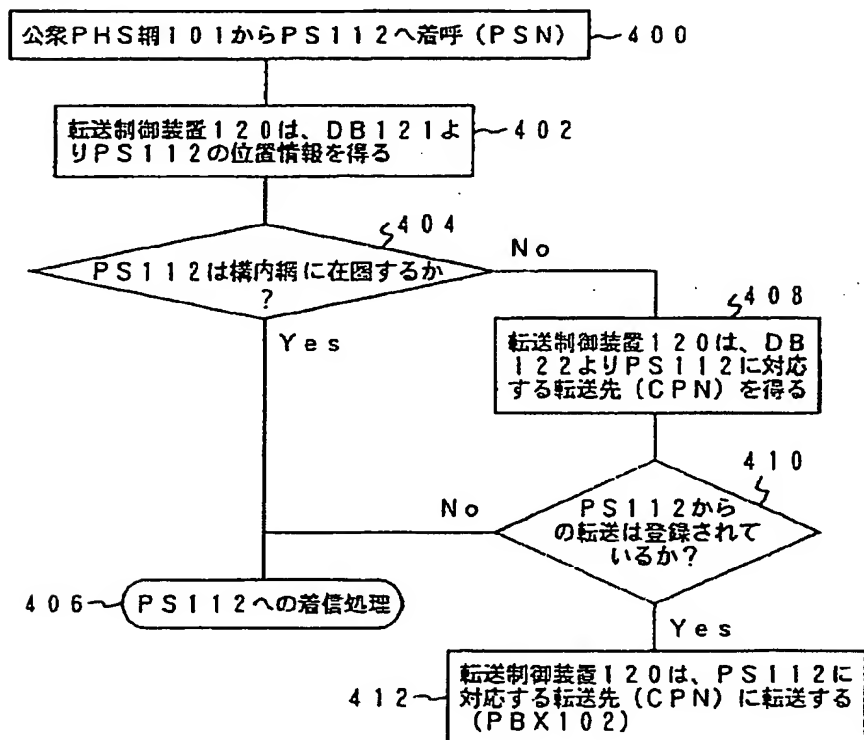 公衆PHS網101からPS112へ着呼(PSN)
400
転送制御装置120は、DB121よ
りPS112の位置情報を得る
402
404
PS112は構内網に在圏するか
?
No
Yes
408
転送制御装置120は、DB
122よりPS112に対応
する転送先(CPN)を得る
410
PS112から
の転送は登録されて
いるか?
No
406
PS112への着信処理
Yes
412
転送制御装置120は、PS112に
対応する転送先(CPN)に転送する
(PBX102)